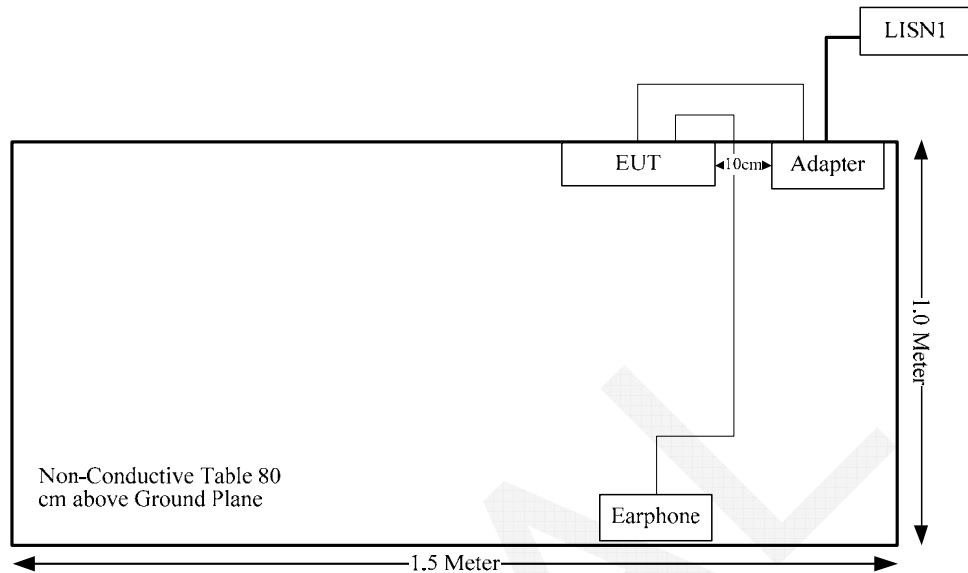 LISN1
EUT
10cm
Adapter
1.0 Meter
Non-Conductive Table 80
cm above Ground Plane
Earphone
1.5 Meter